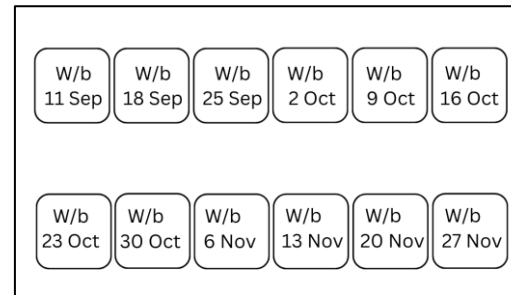 W/b
11 Sep
W/b
18 Sep
W/b
25 Sep
W/b
2 Oct
W/b
9 Oct
W/b
16 Oct
W/b
23 Oct
W/b
30 Oct
W/b
6 Nov
W/b
13 Nov
W/b
20 Nov
W/b
27 Nov